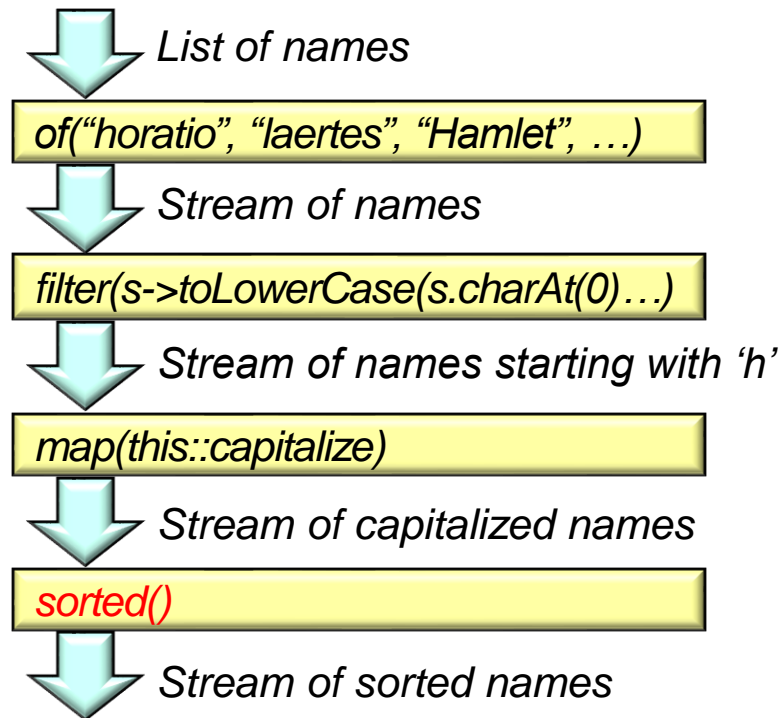 List of names
of(“horatio”, “laertes”, “Hamlet”, …)
Stream of names
filter(s->toLowerCase(s.charAt(0)…)
Stream of names starting with ‘h’
map(this::capitalize)
Stream of capitalized names
sorted()
Stream of sorted names